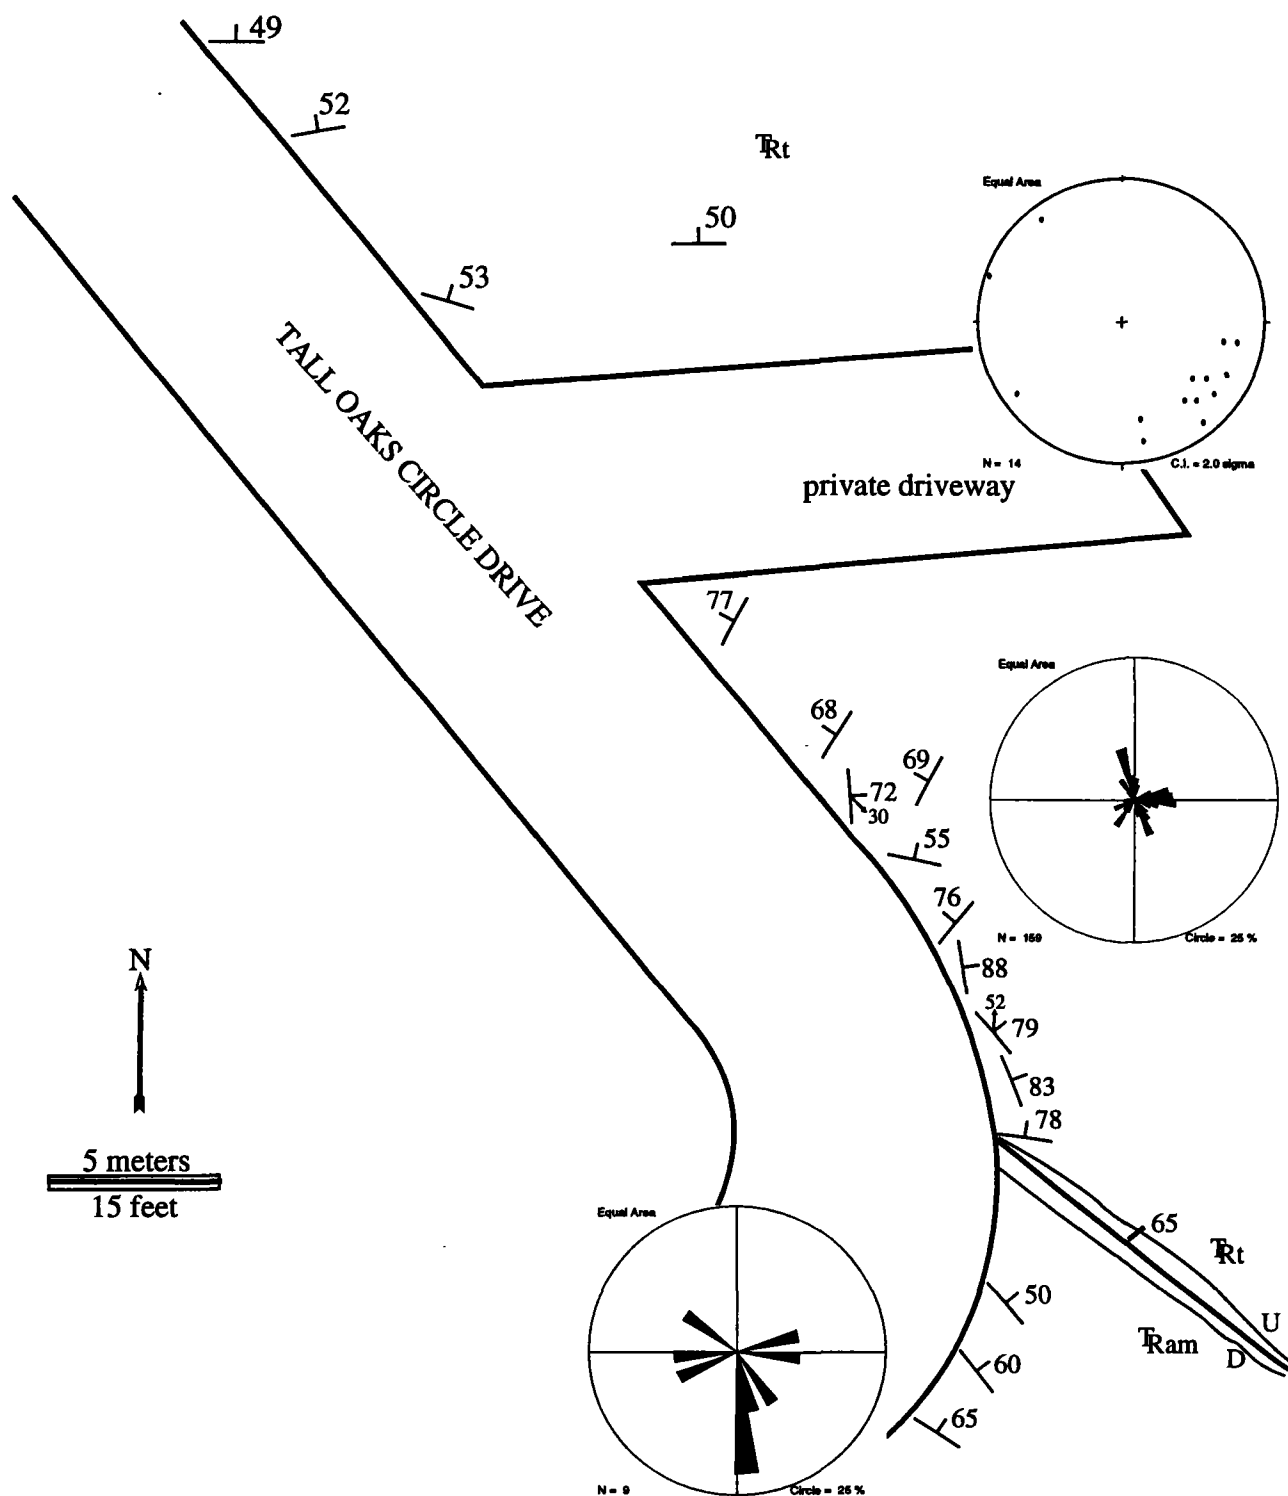 49
52
TRt
Equal Area
50
53
N = 14
C.I. = 2.0 sigma
TALL OAKS CIRCLE DRIVE
private driveway
77
Equal Area
68
69
72
30
55
76
N = 159
Circle = 25 %
N
88
52
79
83
78
5 meters
15 feet
Equal Area
65
TRt
50
U
TRam
D
60
65
N = 9
Circle = 25 %